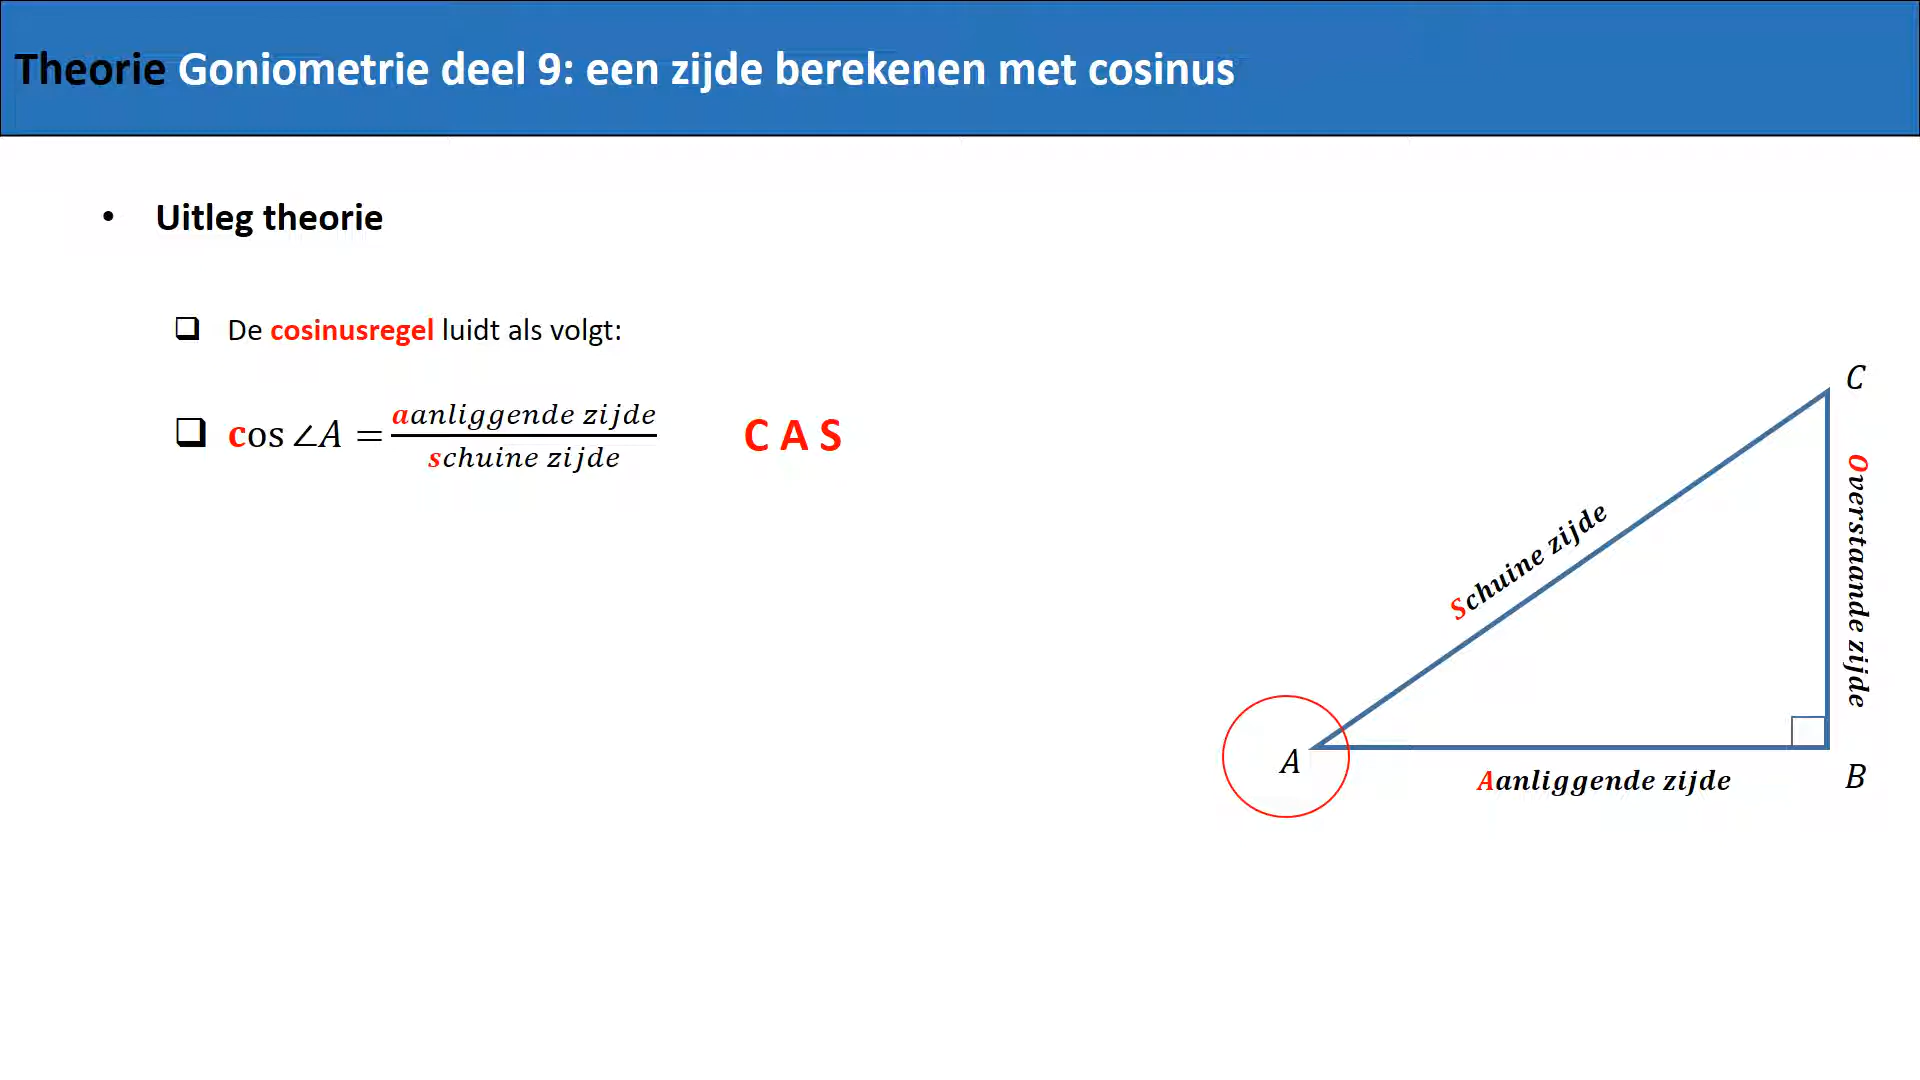 Theorie Goniometrie deel 9: een zijde berekenen met cosinus
• Uitleg theorie
❑ De cosinusregel luidt als volgt:
❑ cos ∠A = aanliggende zijde / schuine zijde
C A S
C
Schuine zijde
Overstaande zijde
A
Aanliggende zijde
B